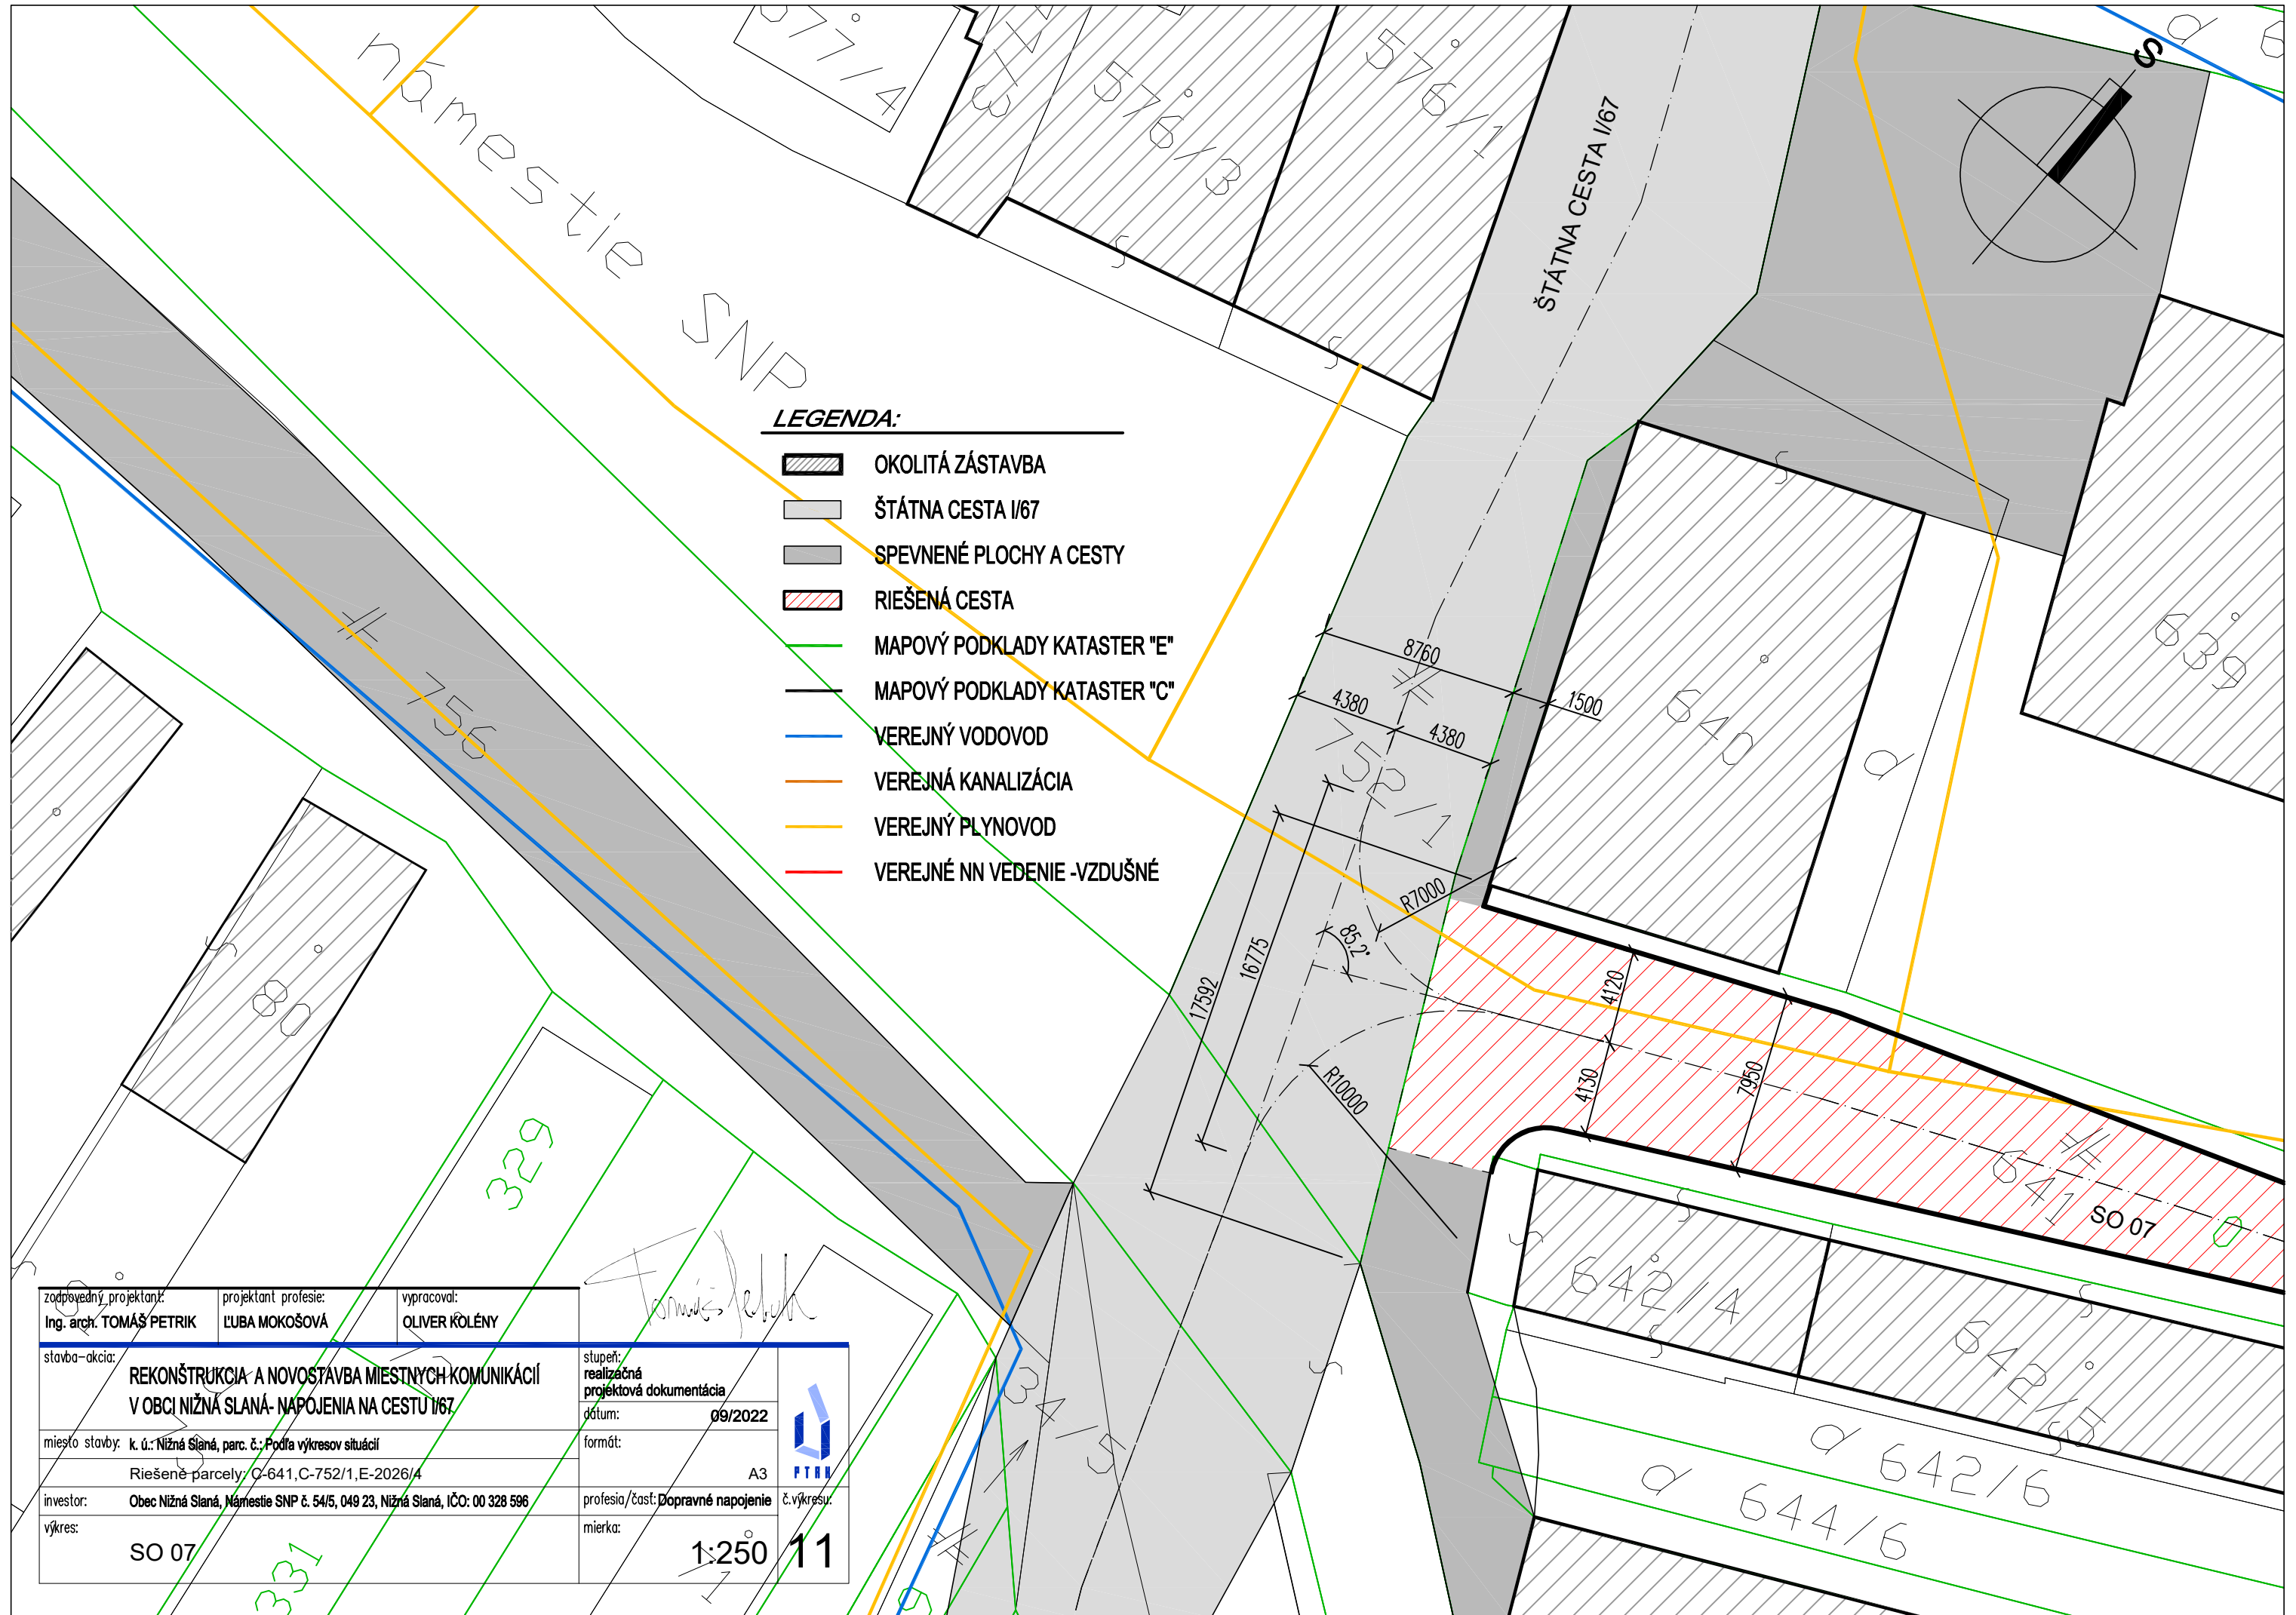 námestie SNP
577/4
576/3
576/1
ŠTÁTNA CESTA I/67
S
LEGENDA:
OKOLITÁ ZÁSTAVBA
ŠTÁTNA CESTA I/67
SPEVNENÉ PLOCHY A CESTY
RIEŠENÁ CESTA
MAPOVÝ PODKLADY KATASTER "E"
MAPOVÝ PODKLADY KATASTER "C"
VEREJNÝ VODOVOD
VEREJNÁ KANALIZÁCIA
VEREJNÝ PLYNOVOD
VEREJNÉ NN VEDENIE -VZDUŠNÉ
756
639
640
8760
1500
4380
4380
752/1
R7000
85.2°
16775
17592
4120
4130
7950
R10000
641
SO 07
80
329
331
642/4
642/5
642/6
644/6
34/5
zodpovedný projektant:
Ing. arch. TOMÁŠ PETRIK
projektant profesie:
ĽUBA MOKOŠOVÁ
vypracoval:
OLIVER KOLÉNY
stavba-akcia:
REKONŠTRUKCIA A NOVOSTAVBA MIESTNYCH KOMUNIKÁCIÍ
V OBCI NIŽNÁ SLANÁ- NAPOJENIA NA CESTU I/67
stupeň:
realizačná
projektová dokumentácia
dátum:
09/2022
miesto stavby:
k. ú.: Nižná Slaná, parc. č.: Podľa výkresov situácií
Riešené parcely: C-641,C-752/1,E-2026/4
formát:
A3
PTRK
investor:
Obec Nižná Slaná, Námestie SNP č. 54/5, 049 23, Nižná Slaná, IČO: 00 328 596
profesia/časť: Dopravné napojenie
č.výkresu:
11
výkres:
SO 07
mierka:
1:250